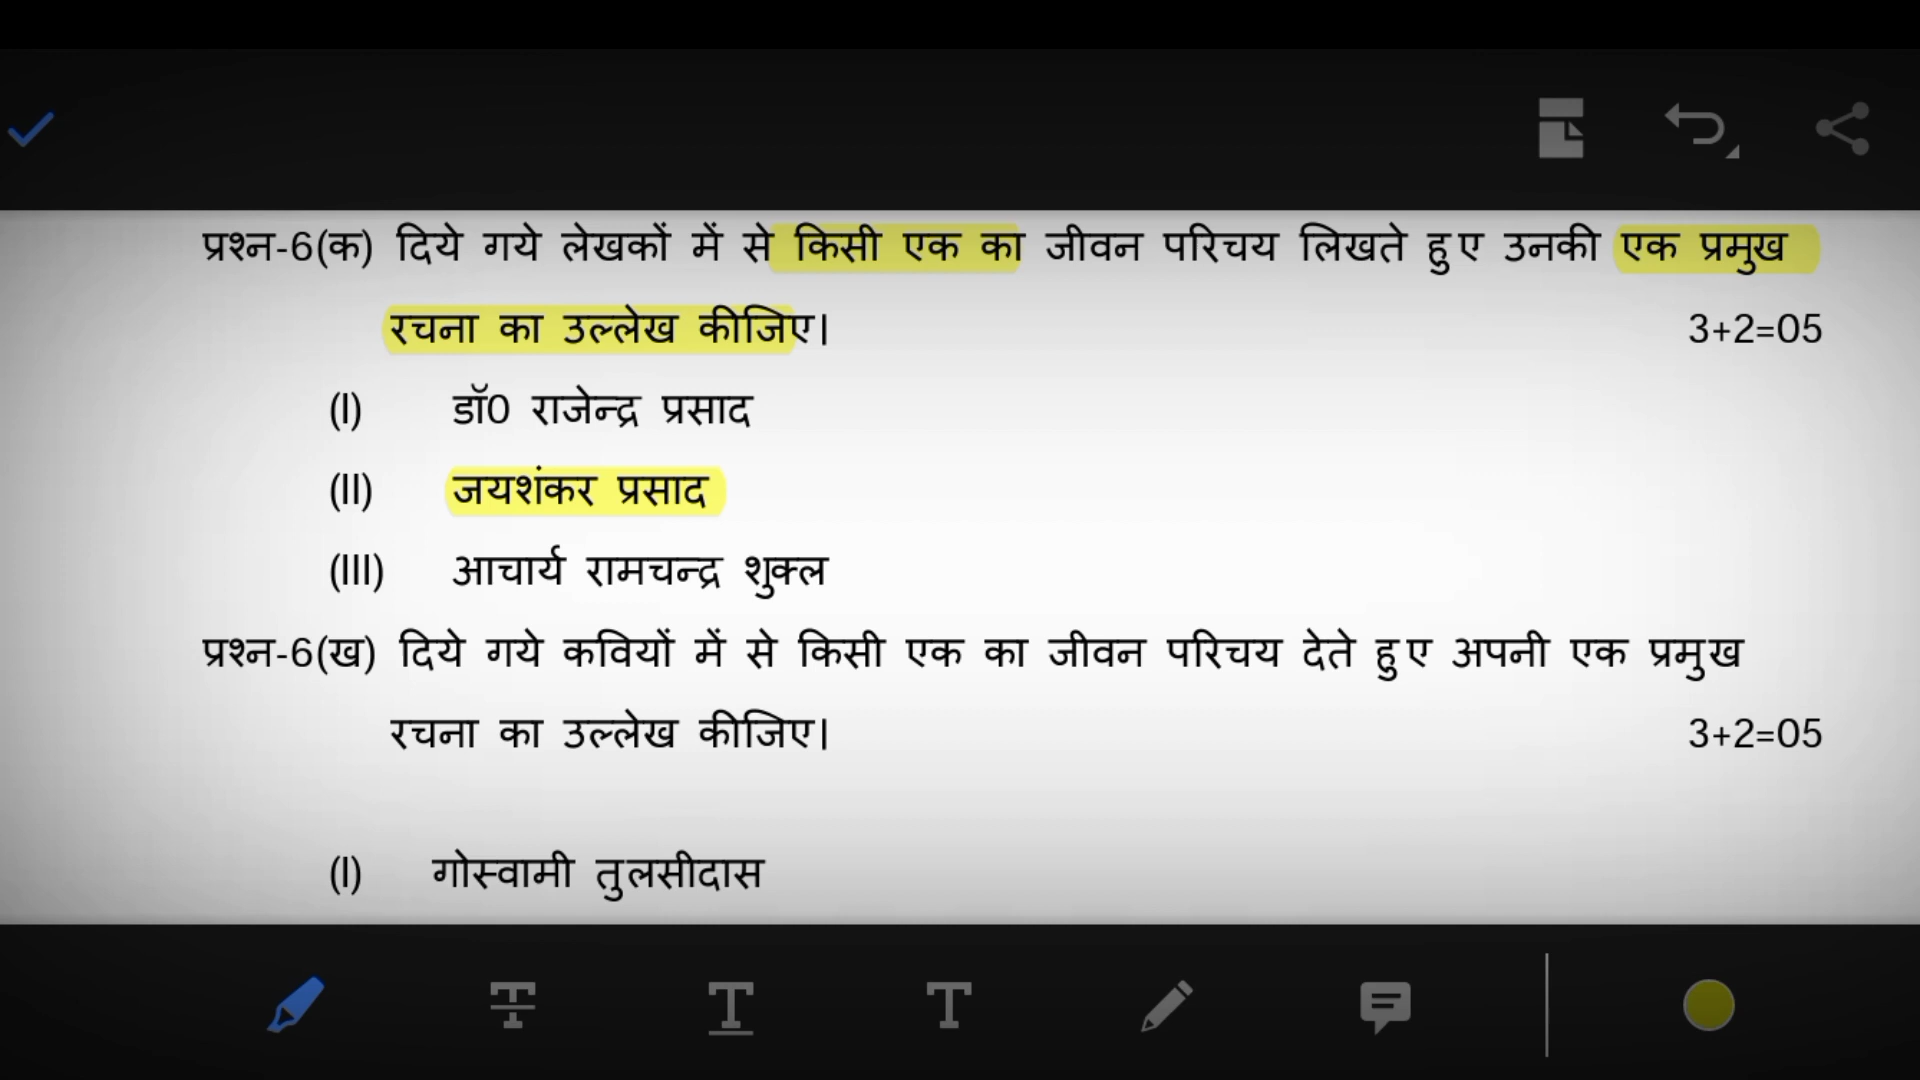 प्रश्न-6(क) दिये गये लेखकों में से किसी एक का जीवन परिचय लिखते हुए उनकी एक प्रमुख
रचना का उल्लेख कीजिए। 3+2=05
(I) डॉ0 राजेन्द्र प्रसाद
(II) जयशंकर प्रसाद
(III) आचार्य रामचन्द्र शुक्ल
प्रश्न-6(ख) दिये गये कवियों में से किसी एक का जीवन परिचय देते हुए अपनी एक प्रमुख
रचना का उल्लेख कीजिए। 3+2=05
(I) गोस्वामी तुलसीदास